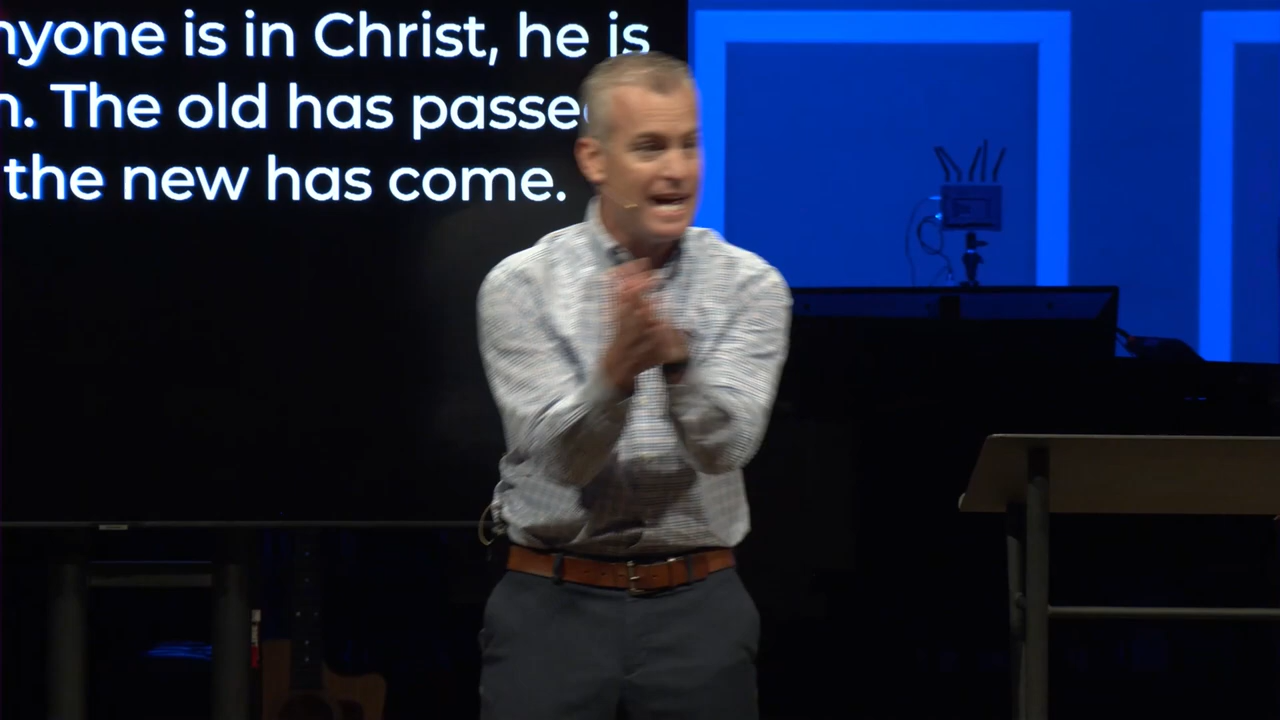 nyone is in Christ, he is
n. The old has passe
the new has come.